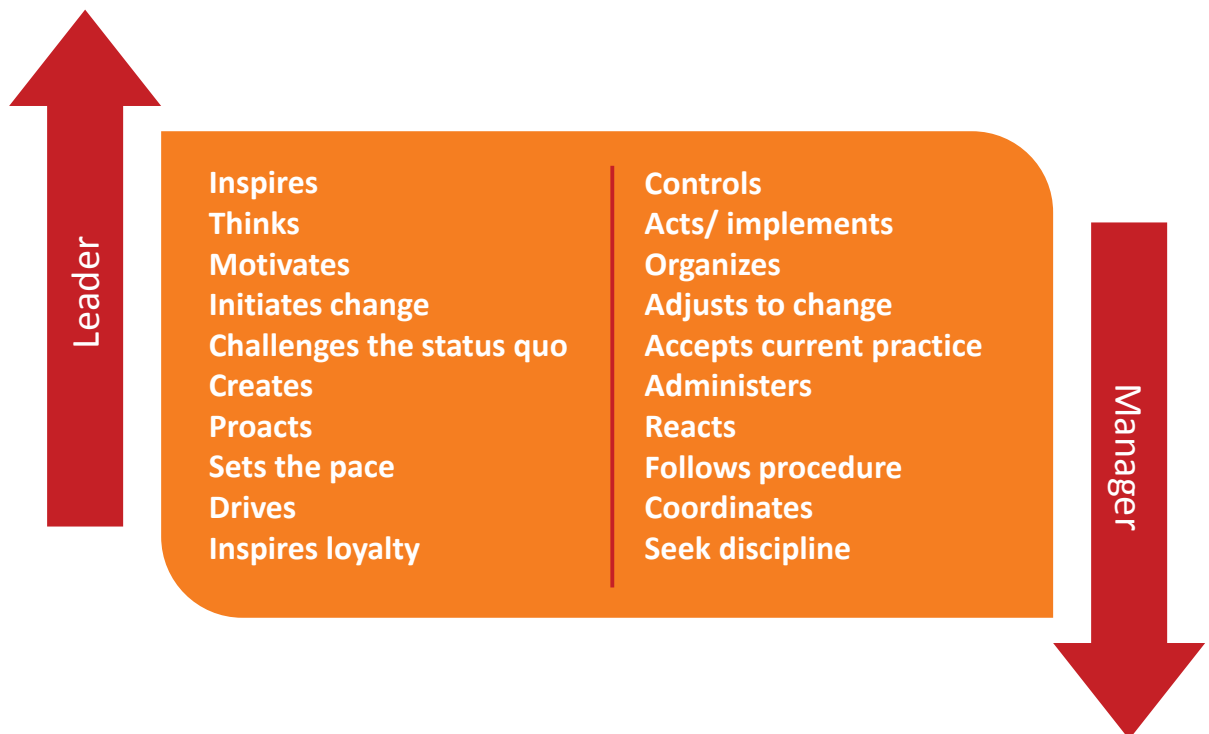 Leader
Inspires
Thinks
Motivates
Initiates change
Challenges the status quo
Creates
Proacts
Sets the pace
Drives
Inspires loyalty
Controls
Acts/ implements
Organizes
Adjusts to change
Accepts current practice
Administers
Reacts
Follows procedure
Coordinates
Seek discipline
Manager